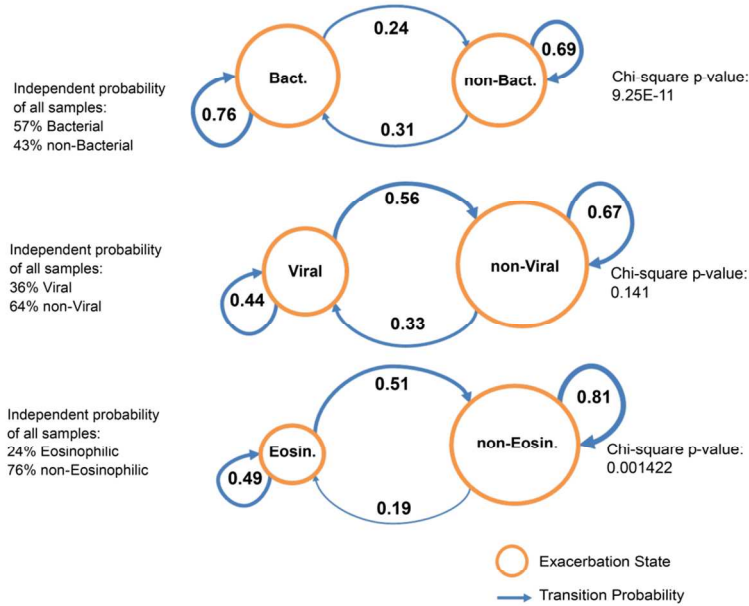 0.24
0.69
Bact.
non-Bact.
Independent probability
of all samples:
57% Bacterial
43% non-Bacterial
0.76
0.31
Chi-square p-value:
9.25E-11
0.56
0.67
Independent probability
of all samples:
36% Viral
64% non-Viral
Viral
non-Viral
0.44
0.33
Chi-square p-value:
0.141
0.51
0.81
Independent probability
of all samples:
24% Eosinophilic
76% non-Eosinophilic
Eosin.
non-Eosin.
0.49
0.19
Chi-square p-value:
0.001422
Exacerbation State
Transition Probability